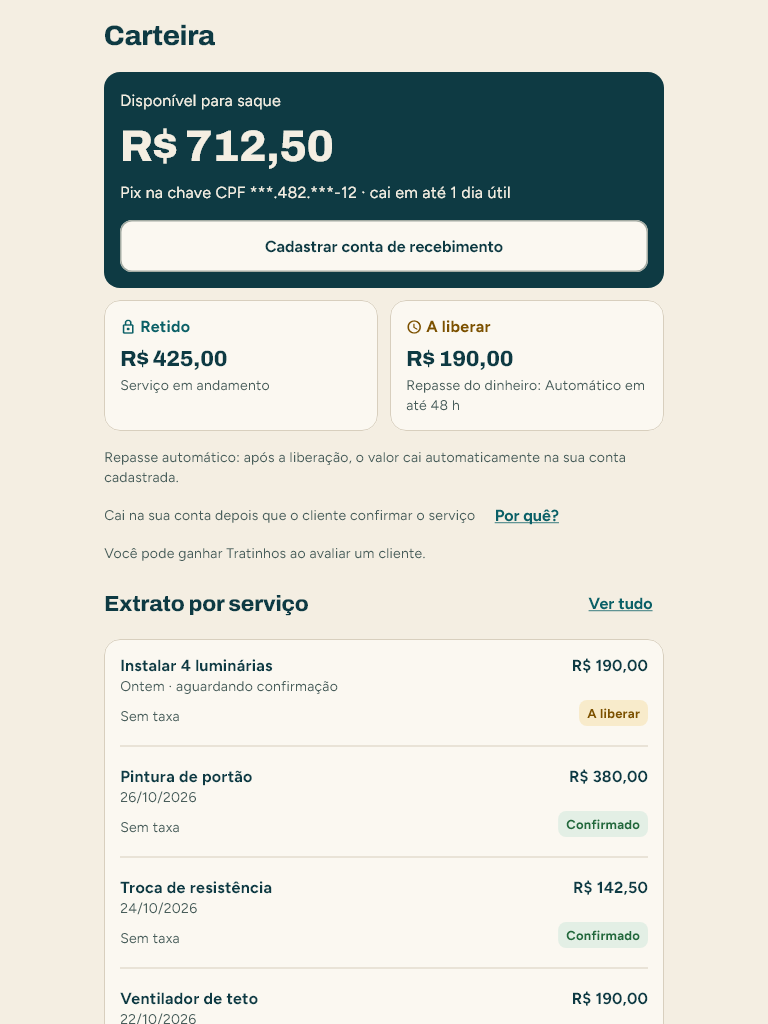 Carteira
Disponível para saque
R$ 712,50
Pix na chave CPF ***.482.***-12 · cai em até 1 dia útil
Cadastrar conta de recebimento
Retido
R$ 425,00
Serviço em andamento
A liberar
R$ 190,00
Repasse do dinheiro: Automático em
até 48 h
Repasse automático: após a liberação, o valor cai automaticamente na sua conta
cadastrada.
Cai na sua conta depois que o cliente confirmar o serviço Por quê?
Você pode ganhar Tratinhos ao avaliar um cliente.
Extrato por serviço Ver tudo
Instalar 4 luminárias R$ 190,00
Ontem · aguardando confirmação
Sem taxa A liberar
Pintura de portão R$ 380,00
26/10/2026
Sem taxa Confirmado
Troca de resistência R$ 142,50
24/10/2026
Sem taxa Confirmado
Ventilador de teto R$ 190,00
22/10/2026